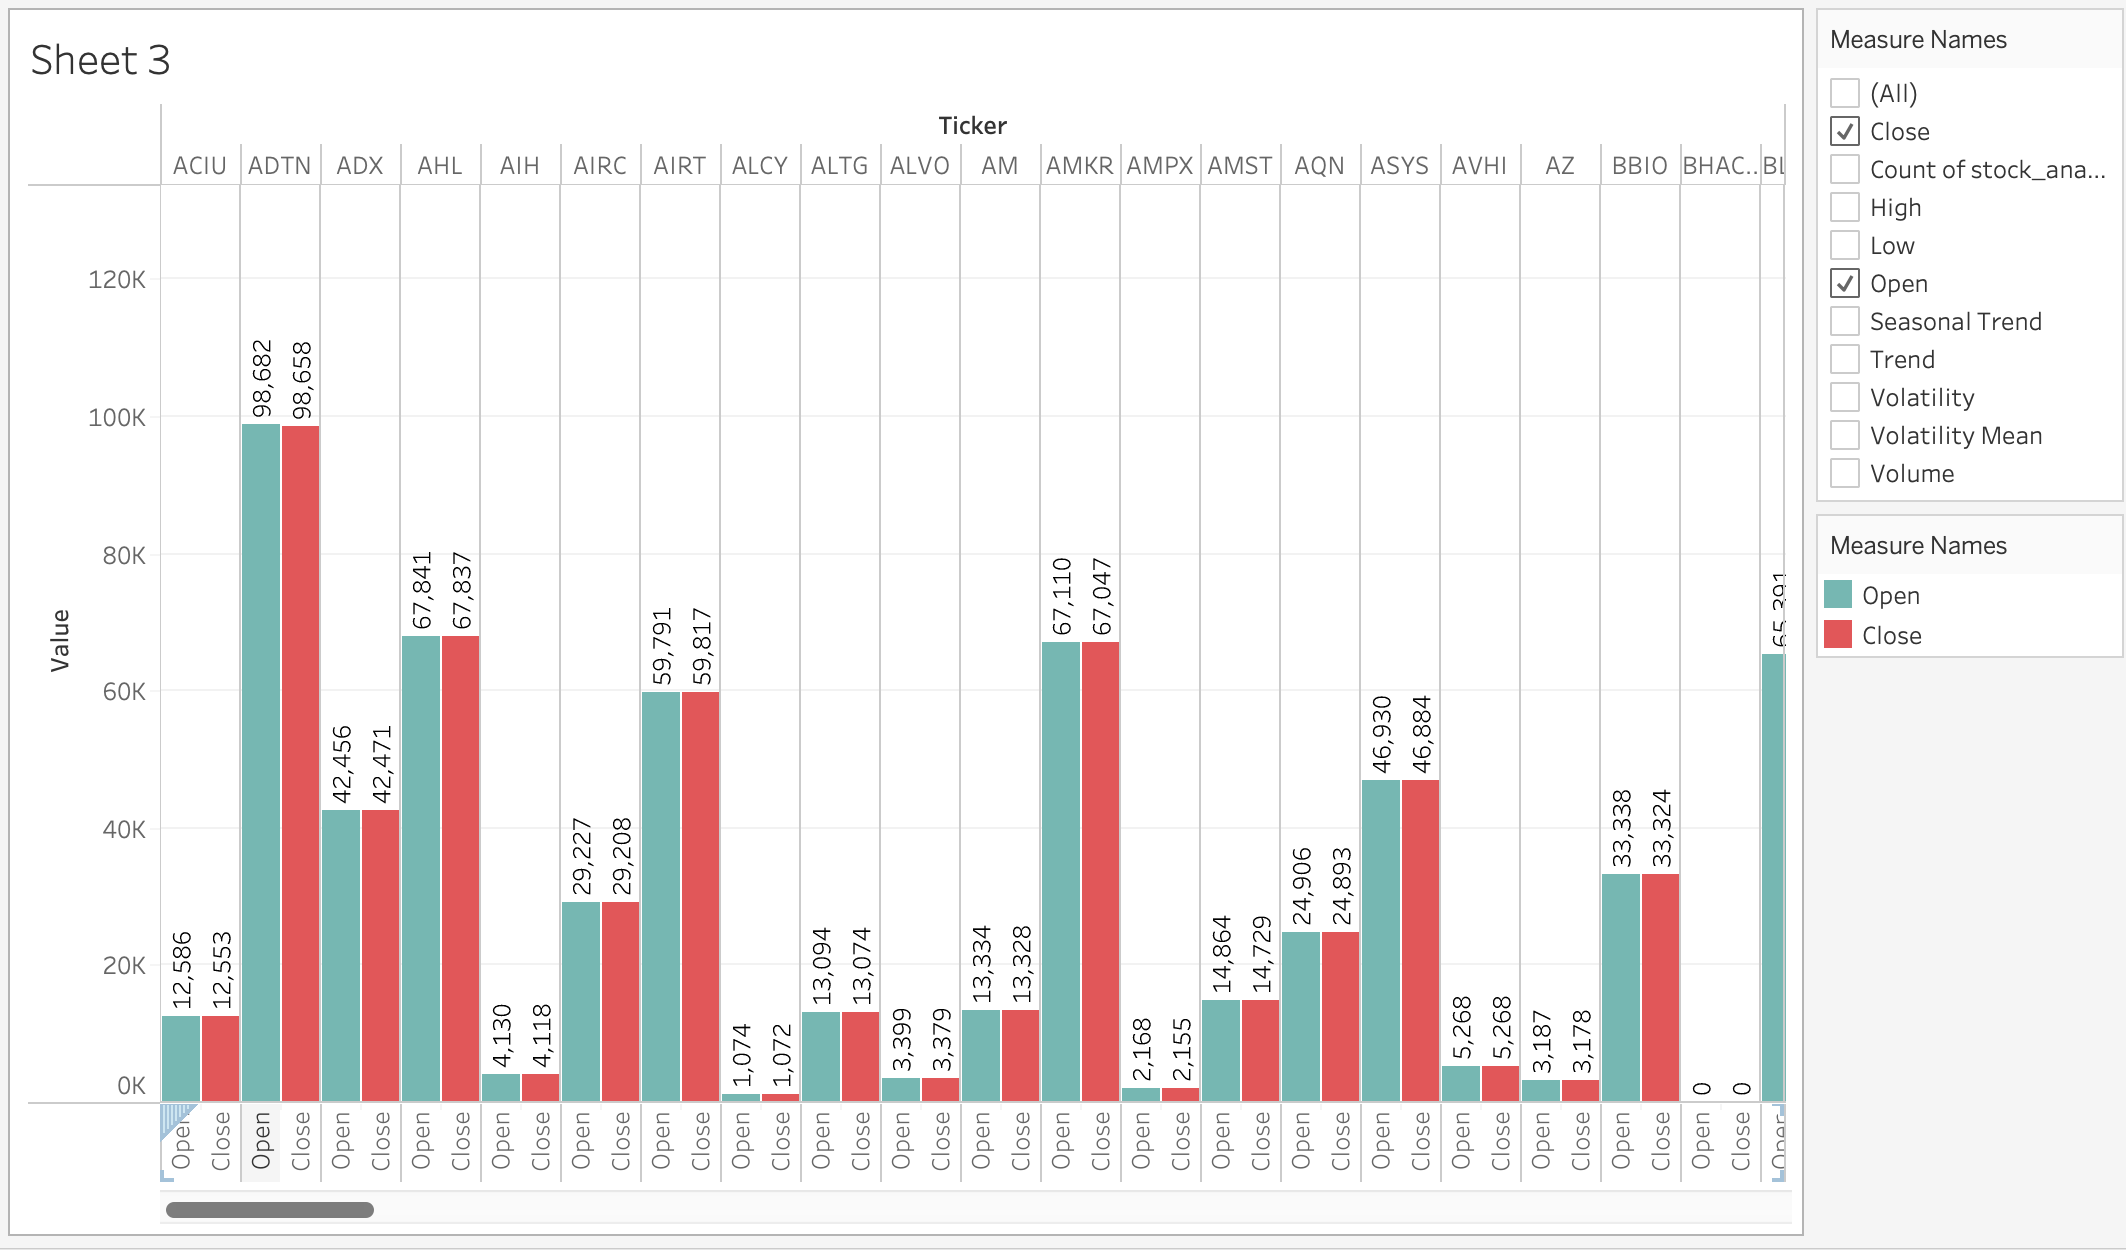 Sheet 3
Ticker
ACIU ADTN ADX AHL AIH AIRC AIRT ALCY ALTG ALVO AM AMKR AMPX AMST AQN ASYS AVHI AZ BBIO BHAC..
120K
100K
80K
60K
40K
20K
0K
Value
12,586 12,553 98,682 98,658 42,456 42,471 67,841 67,837 4,130 4,118 29,227 29,208 59,791 59,817 1,074 1,072 13,094 13,074 3,399 3,379 13,334 13,328 67,110 67,047 2,168 2,155 14,864 14,729 24,906 24,893 46,930 46,884 5,268 5,268 3,187 3,178 33,338 33,324 0 0 65,391
Open Close Open Close Open Close Open Close Open Close Open Close Open Close Open Close Open Close Open Close Open Close Open Close Open Close Open Close Open Close Open Close Open Close Open Close Open Close Open Close Open
Measure Names
(All)
Close
Count of stock_ana...
High
Low
Open
Seasonal Trend
Trend
Volatility
Volatility Mean
Volume
Measure Names
Open
Close